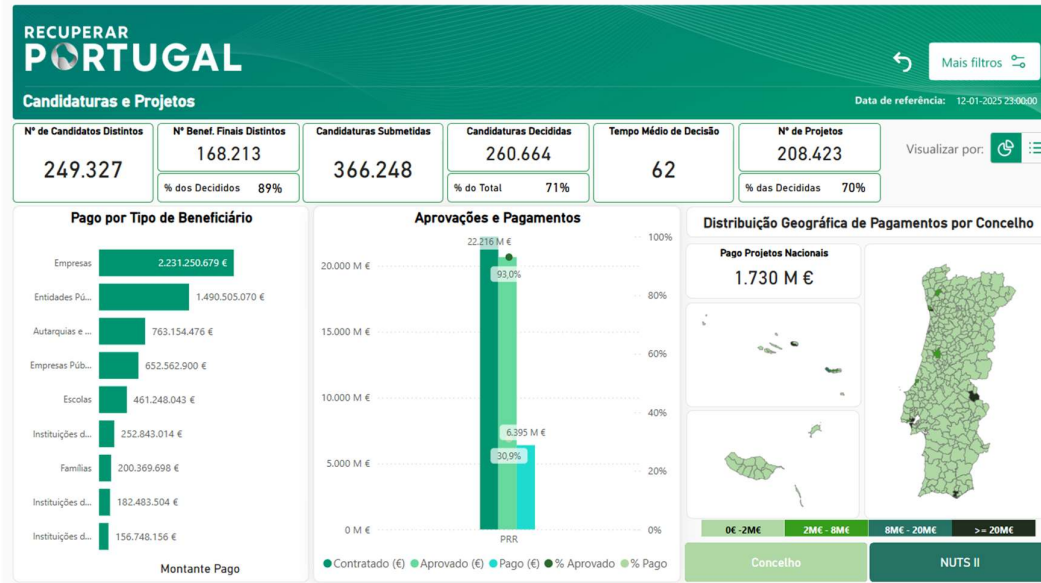 RECUPERAR
PORTUGAL
Mais filtros
Candidaturas e Projetos
Data de referência: 12-01-2025 23:00:00
Nº de Candidatos Distintos
249.327
Nº Benef. Finais Distintos
168.213
% dos Decididos 89%
Candidaturas Submetidas
366.248
Candidaturas Decididas
260.664
% do Total 71%
Tempo Médio de Decisão
62
Nº de Projetos
208.423
% das Decididas 70%
Visualizar por:
Pago por Tipo de Beneficiário
Empresas 2.231.250.679 €
Entidades Pú... 1.490.505.070 €
Autarquias e ... 763.154.476 €
Empresas Púb... 652.562.900 €
Escolas 461.248.043 €
Instituições d... 252.843.014 €
Famílias 200.369.698 €
Instituições d... 182.483.504 €
Instituições d... 156.748.156 €
Montante Pago
Aprovações e Pagamentos
22.216 M €
100%
20.000 M €
93,0%
80%
15.000 M €
60%
10.000 M €
40%
6.395 M €
30,9%
5.000 M €
20%
0 M €
0%
PRR
Contratado (€) Aprovado (€) Pago (€) % Aprovado % Pago
Distribuição Geográfica de Pagamentos por Concelho
Pago Projetos Nacionais
1.730 M €
0€ -2M€ 2M€ - 8M€ 8M€ - 20M€ >= 20M€
Concelho
NUTS II